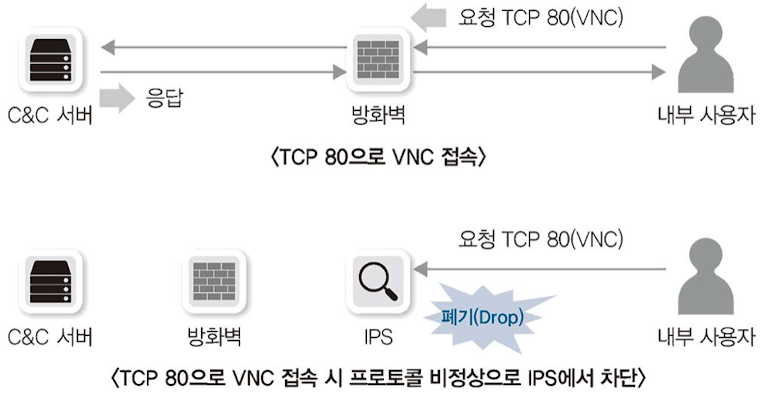 요청 TCP 80(VNC)
응답
C&C 서버
방화벽
내부 사용자
〈TCP 80으로 VNC 접속〉
요청 TCP 80(VNC)
폐기(Drop)
C&C 서버
방화벽
IPS
내부 사용자
〈TCP 80으로 VNC 접속 시 프로토콜 비정상으로 IPS에서 차단〉